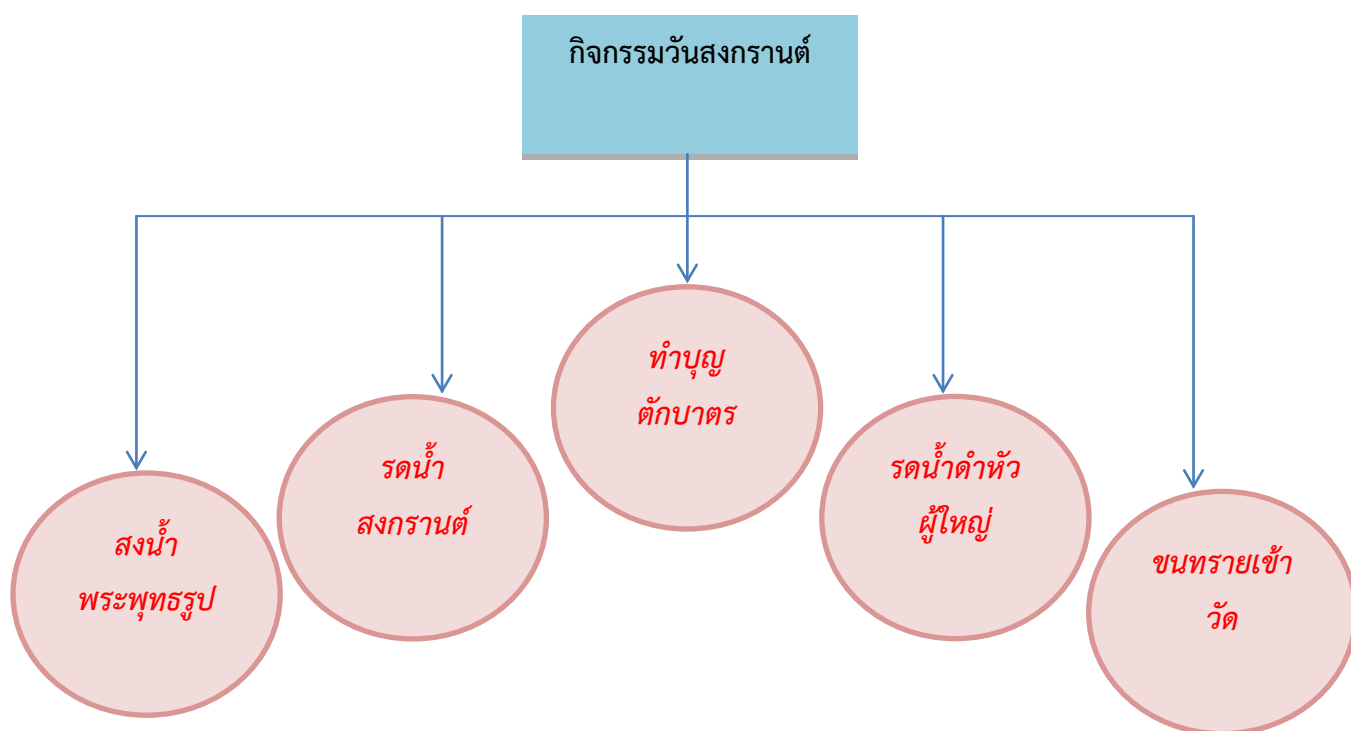 กิจกรรมวันสงกรานต์
สงน้ำ
พระพุทธรูป
รดน้ำ
สงกรานต์
ทำบุญ
ตักบาตร
รดน้ำดำหัว
ผู้ใหญ่
ขนทรายเข้า
วัด